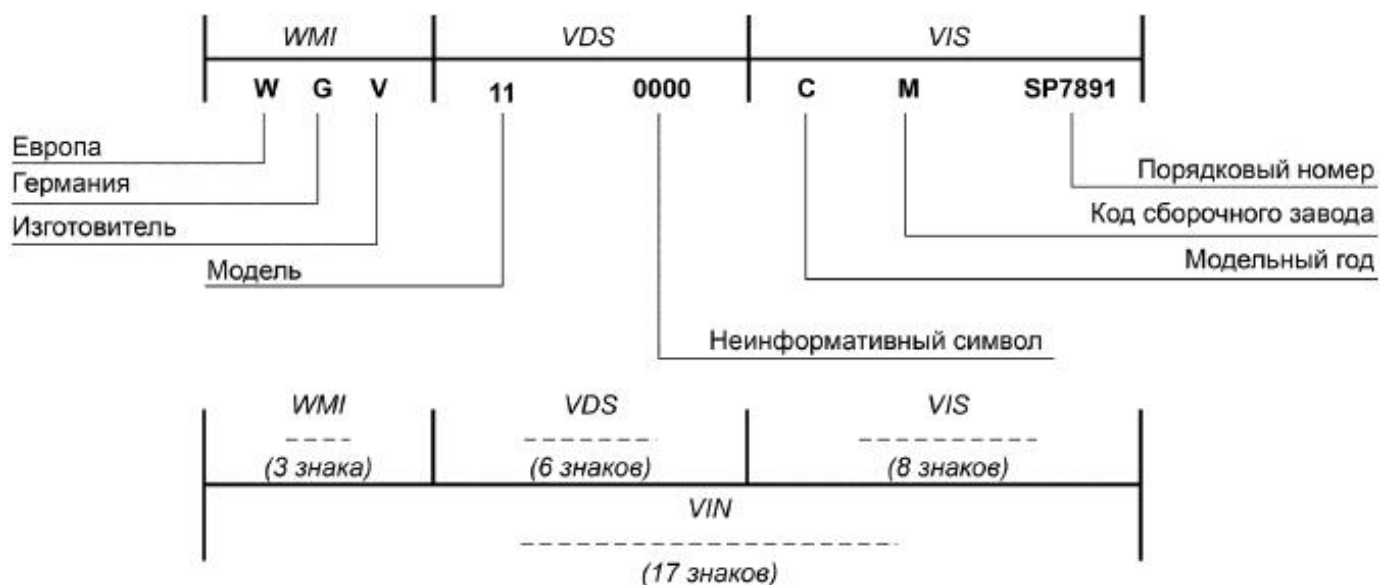 WMI VDS VIS
W G V 11 0000 C M SP7891
Европа
Порядковый номер
Германия
Код сборочного завода
Изготовитель
Модельный год
Модель
Неинформативный символ
WMI VDS VIS
(3 знака) (6 знаков) (8 знаков)
VIN
(17 знаков)